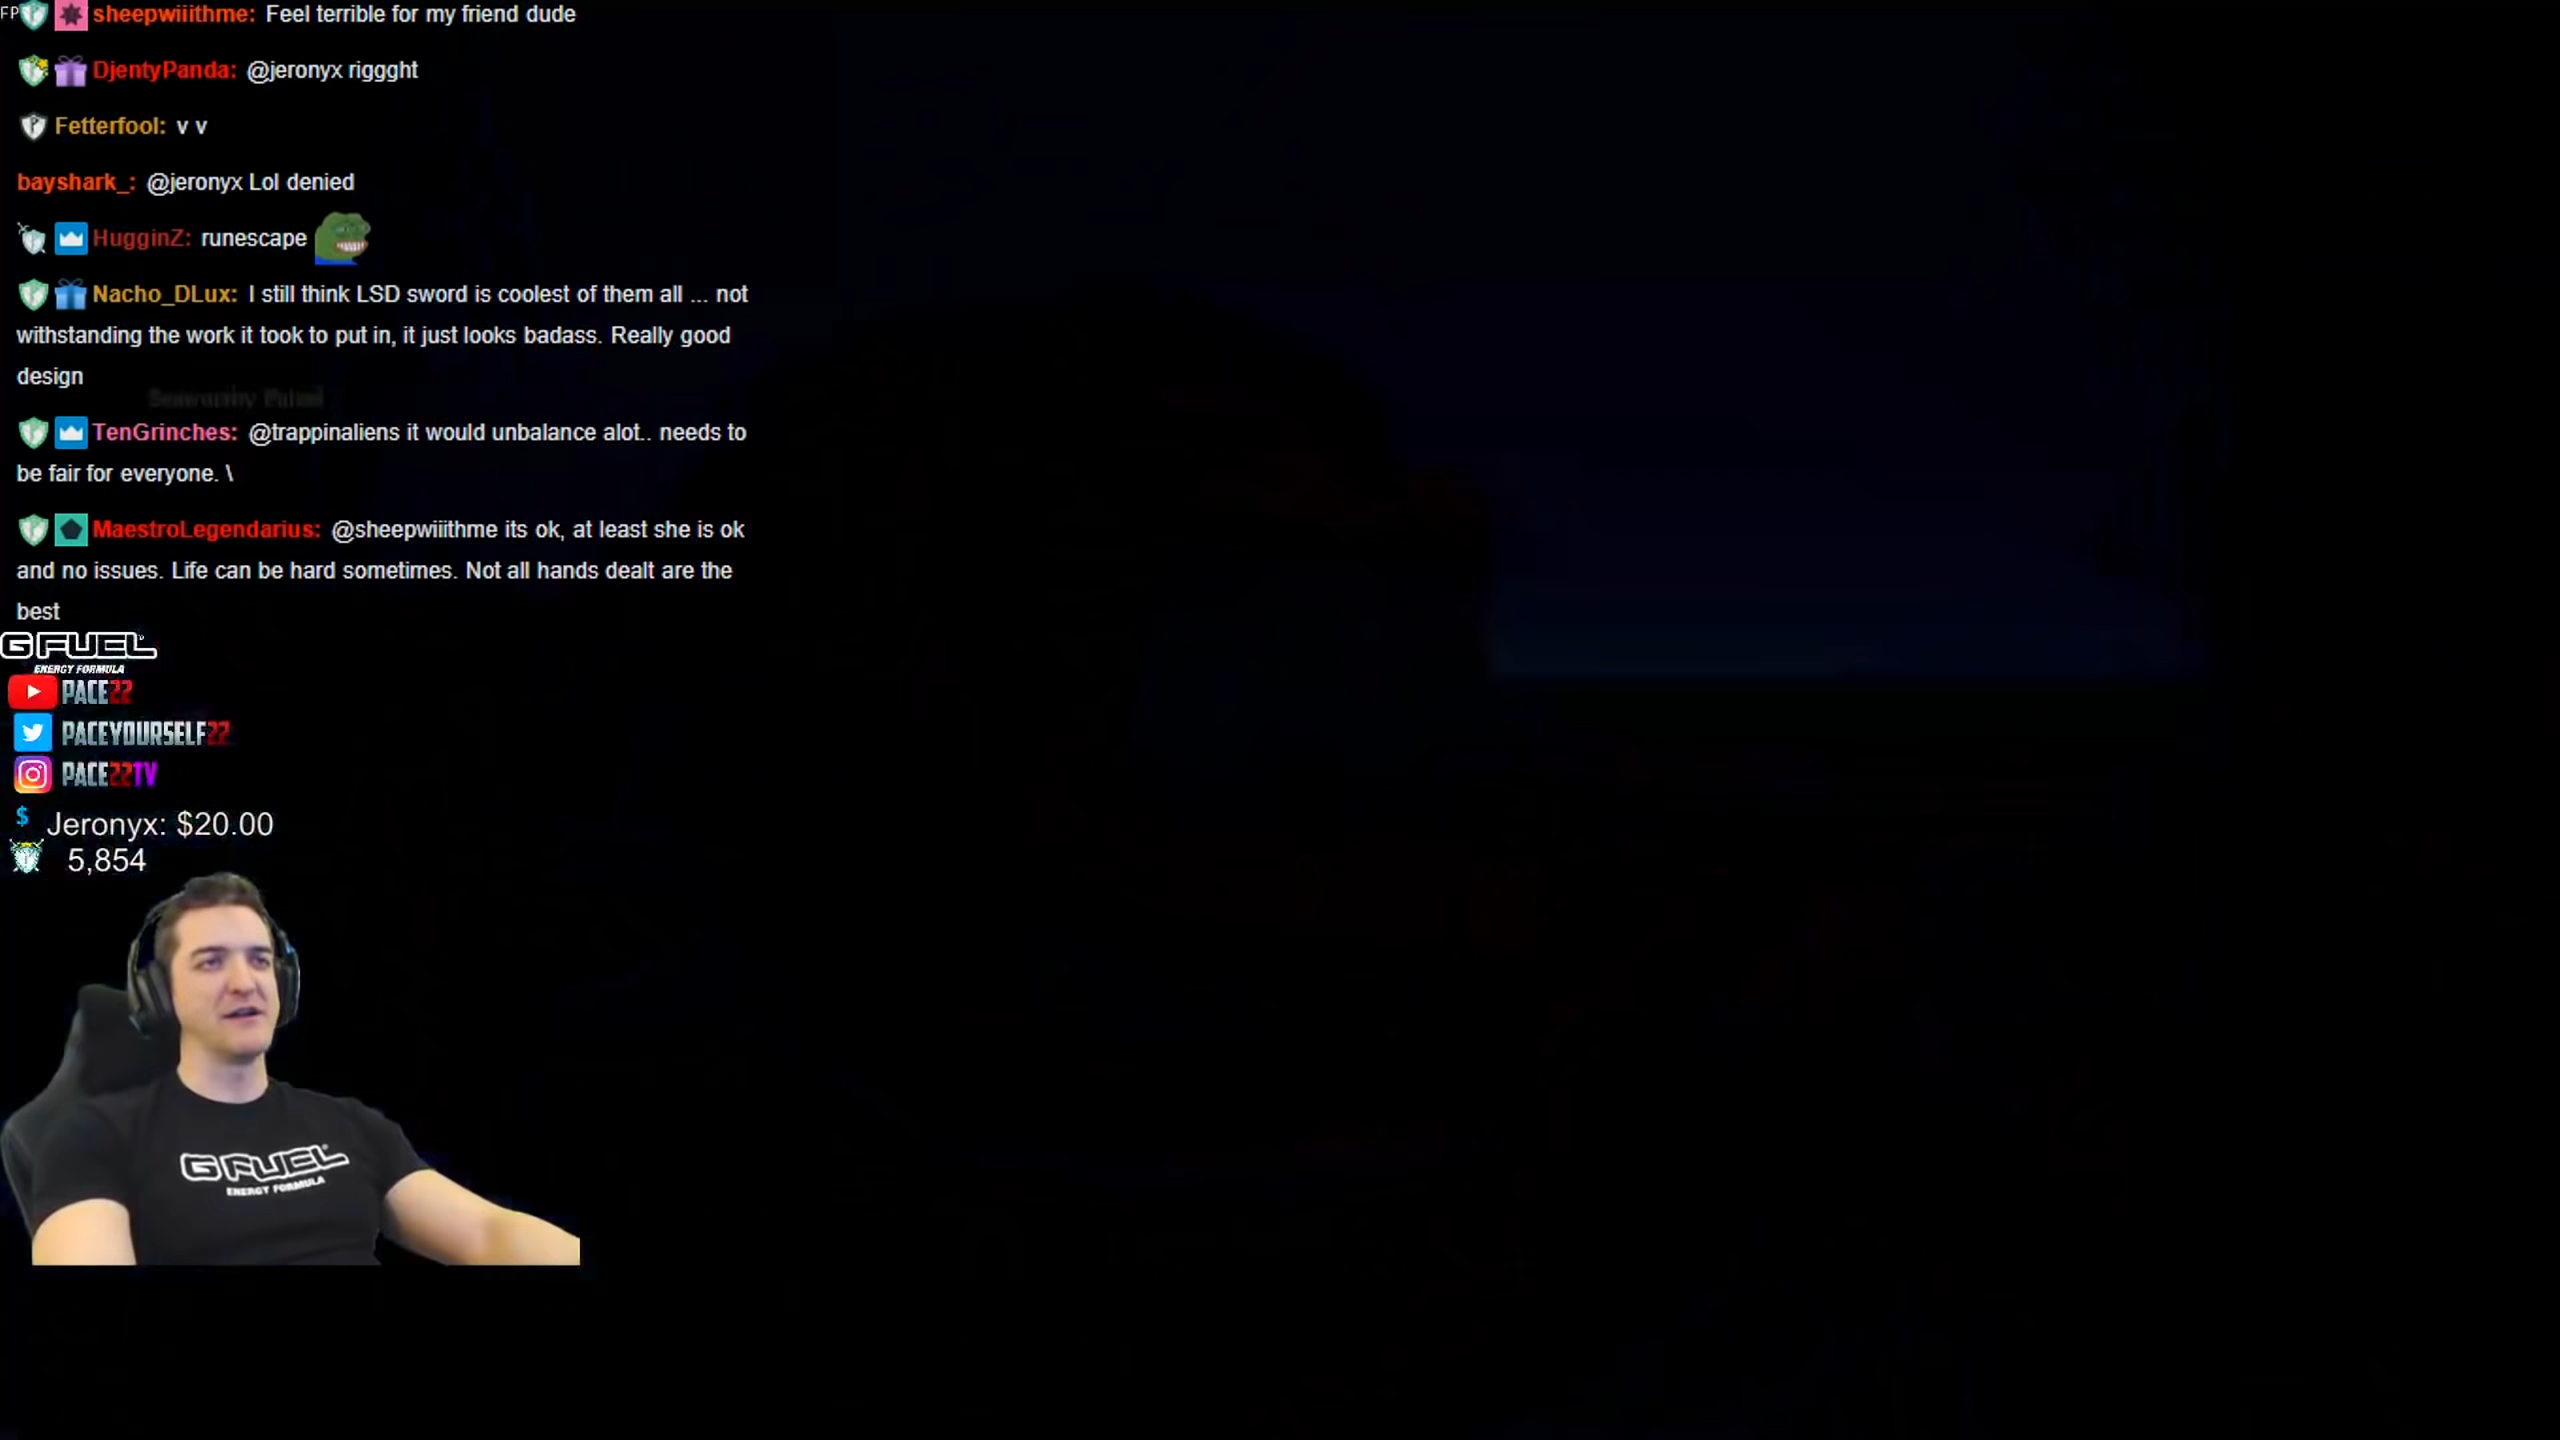 FP
sheepwiiithme: Feel terrible for my friend dude
DjentyPanda: @jeronyx riggght
Fetterfool: v v
bayshark_: @jeronyx Lol denied
HugginZ: runescape
Nacho_DLux: I still think LSD sword is coolest of them all ... not
withstanding the work it took to put in, it just looks badass. Really good
design
TenGrinches: @trappinaliens it would unbalance alot.. needs to
be fair for everyone. \
MaestroLegendarius: @sheepwiiithme its ok, at least she is ok
and no issues. Life can be hard sometimes. Not all hands dealt are the
best
G FUEL
ENERGY FORMULA
PACE22
PACEYOURSELF22
PACE22TV
$ Jeronyx: $20.00
5,854
G FUEL
ENERGY FORMULA